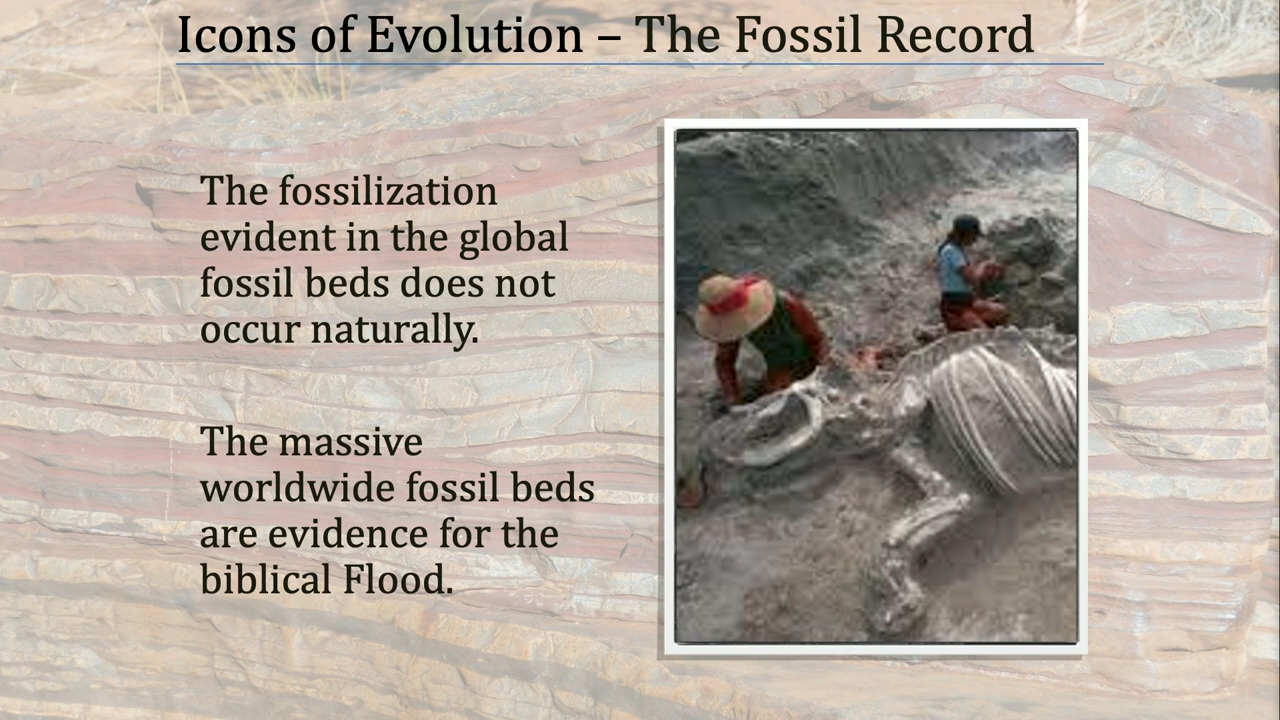 Icons of Evolution – The Fossil Record
The fossilization
evident in the global
fossil beds does not
occur naturally.
The massive
worldwide fossil beds
are evidence for the
biblical Flood.